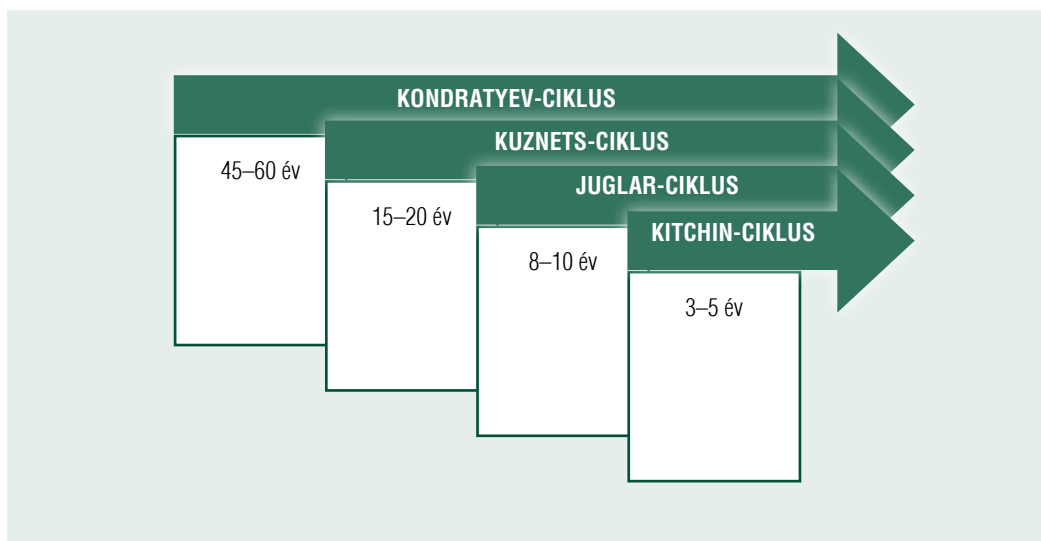 KONDRATYEV-CIKLUS
45–60 év
KUZNETS-CIKLUS
15–20 év
JUGLAR-CIKLUS
8–10 év
KITCHIN-CIKLUS
3–5 év